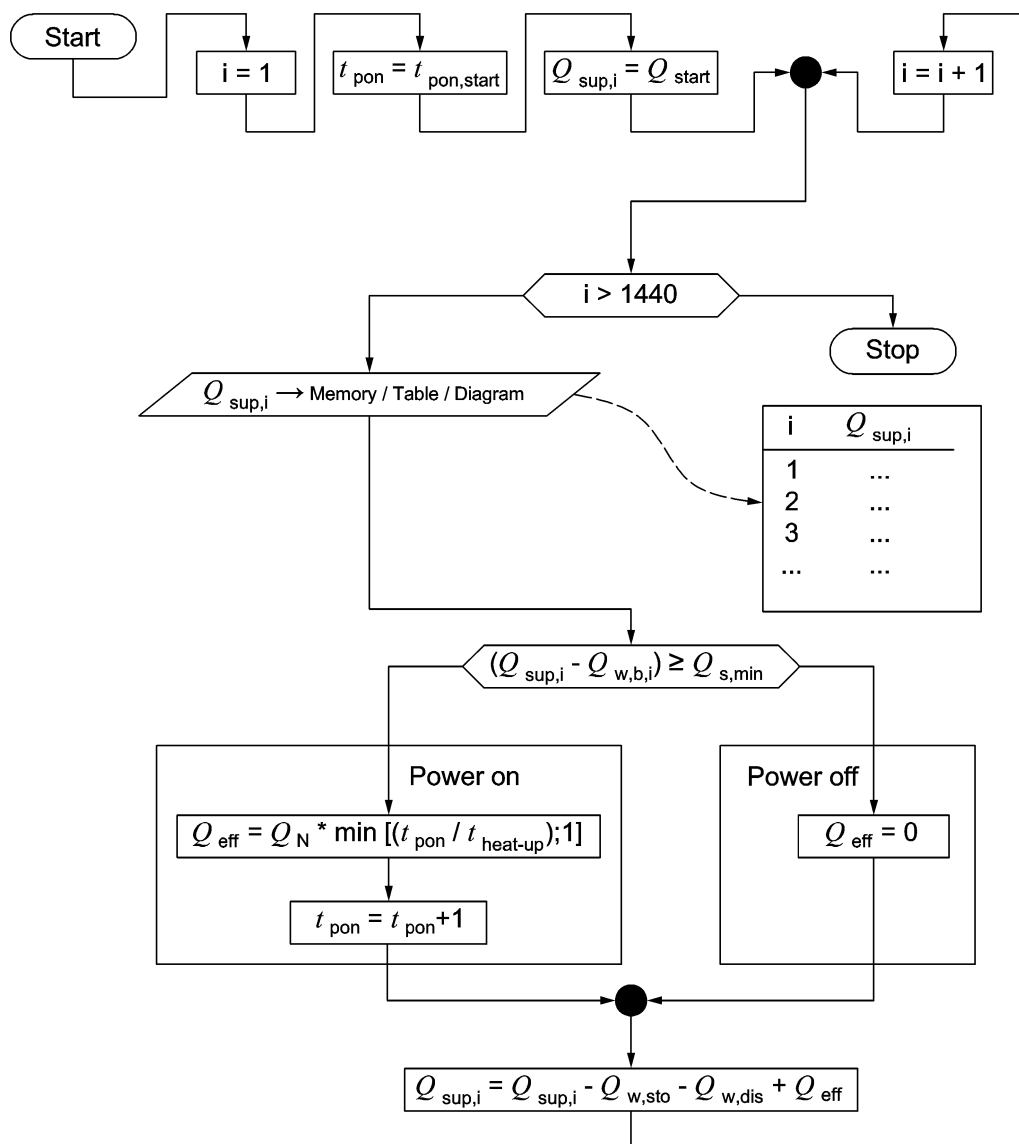 Start
i = 1
t pon = t pon,start
Q sup,i = Q start
i = i + 1
i > 1440
Stop
Q sup,i → Memory / Table / Diagram
i Q sup,i
1 ...
2 ...
3 ...
... ...
(Q sup,i - Q w,b,i) ≥ Q s,min
Power on
Power off
Q eff = Q N * min [(t pon / t heat-up);1]
Q eff = 0
t pon = t pon+1
Q sup,i = Q sup,i - Q w,sto - Q w,dis + Q eff